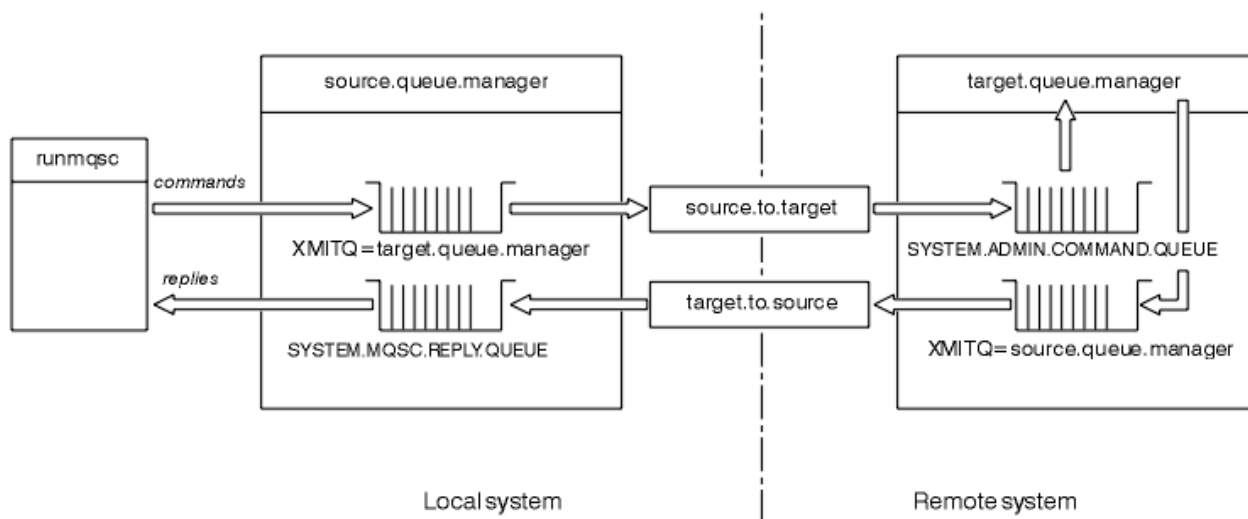 source.queue.manager
target.queue.manager
runmqsc
commands
source.to.target
XMITQ=target.queue.manager
SYSTEM.ADMIN.COMMAND.QUEUE
replies
target.to.source
SYSTEM.MQSC.REPLY.QUEUE
XMITQ=source.queue.manager
Local system
Remote system